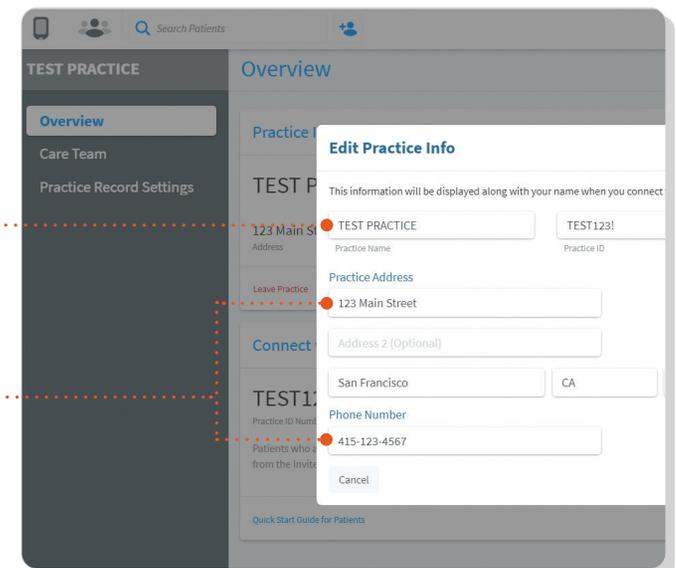 Search Patients
TEST PRACTICE
Overview
Overview
Care Team
Practice Record Settings
Practice I
TEST P
123 Main St
Address
Leave Practice
Connect
TEST12
Practice ID Num
Patients who a
from the Invite
Quick Start Guide for Patients
Edit Practice Info
This information will be displayed along with your name when you connect
TEST PRACTICE
TEST123!
Practice Name
Practice ID
Practice Address
123 Main Street
Address 2 (Optional)
San Francisco
CA
Phone Number
415-123-4567
Cancel